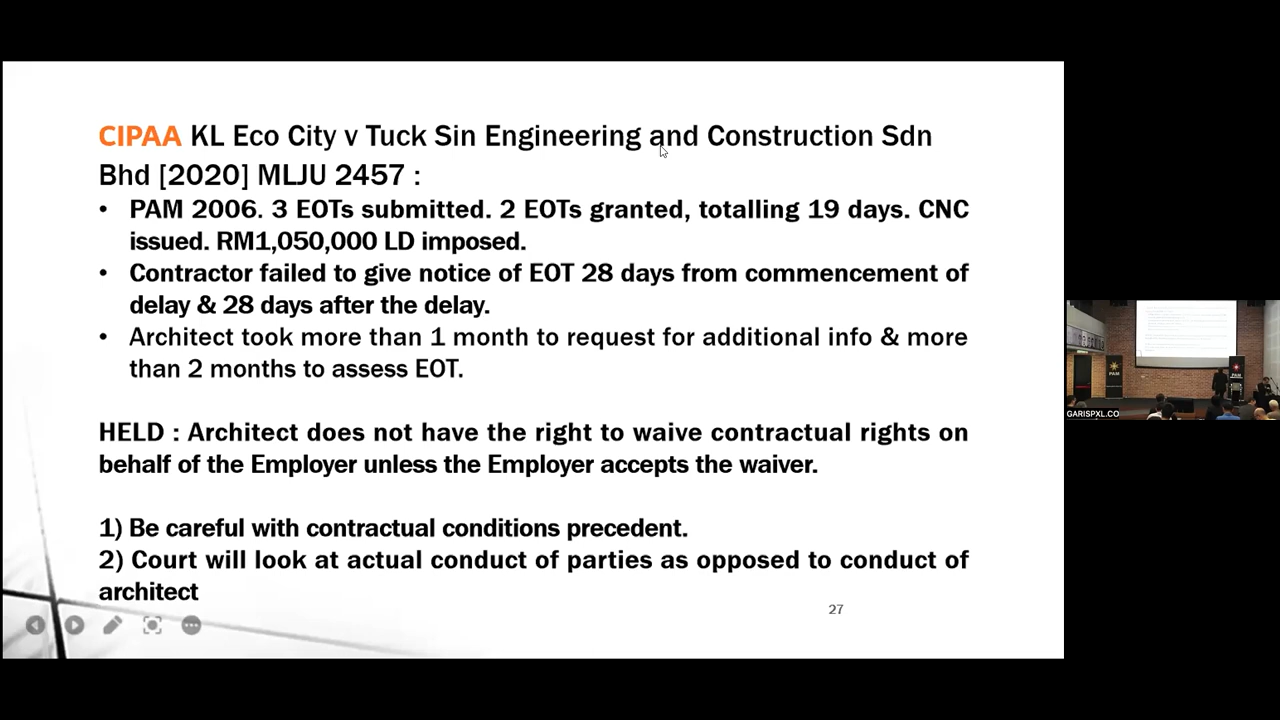 CIPAA KL Eco City v Tuck Sin Engineering and Construction Sdn
Bhd [2020] MLJU 2457 :
• PAM 2006. 3 EOTs submitted. 2 EOTs granted, totalling 19 days. CNC
issued. RM1,050,000 LD imposed.
• Contractor failed to give notice of EOT 28 days from commencement of
delay & 28 days after the delay.
• Architect took more than 1 month to request for additional info & more
than 2 months to assess EOT.
HELD : Architect does not have the right to waive contractual rights on
behalf of the Employer unless the Employer accepts the waiver.
1) Be careful with contractual conditions precedent.
2) Court will look at actual conduct of parties as opposed to conduct of
architect
27
PAM
PAM
GARISPXL.CO